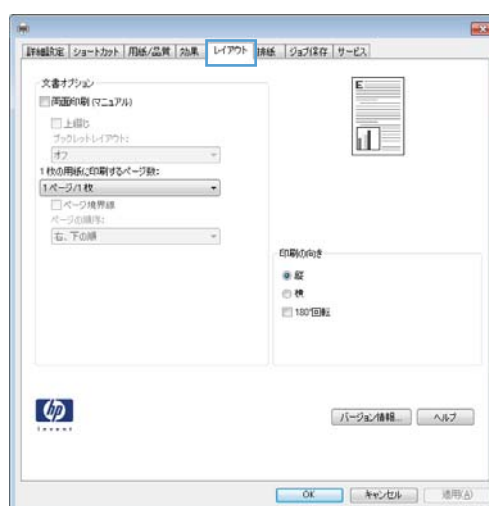 詳細設定 ショートカット 用紙/品質 効果 レイアウト 排紙 ジョブ保存 サービス
文書オプション
両面印刷(マニュアル)
上綴じ
ブックレットレイアウト:
オフ
1 枚の用紙に印刷するページ数:
1 ページ/1 枚
ページ境界線
ページの順序:
右、下の順
E
印刷の向き
縦
横
180°回転
hp
invent
バージョン情報... ヘルプ
OK キャンセル 適用(A)